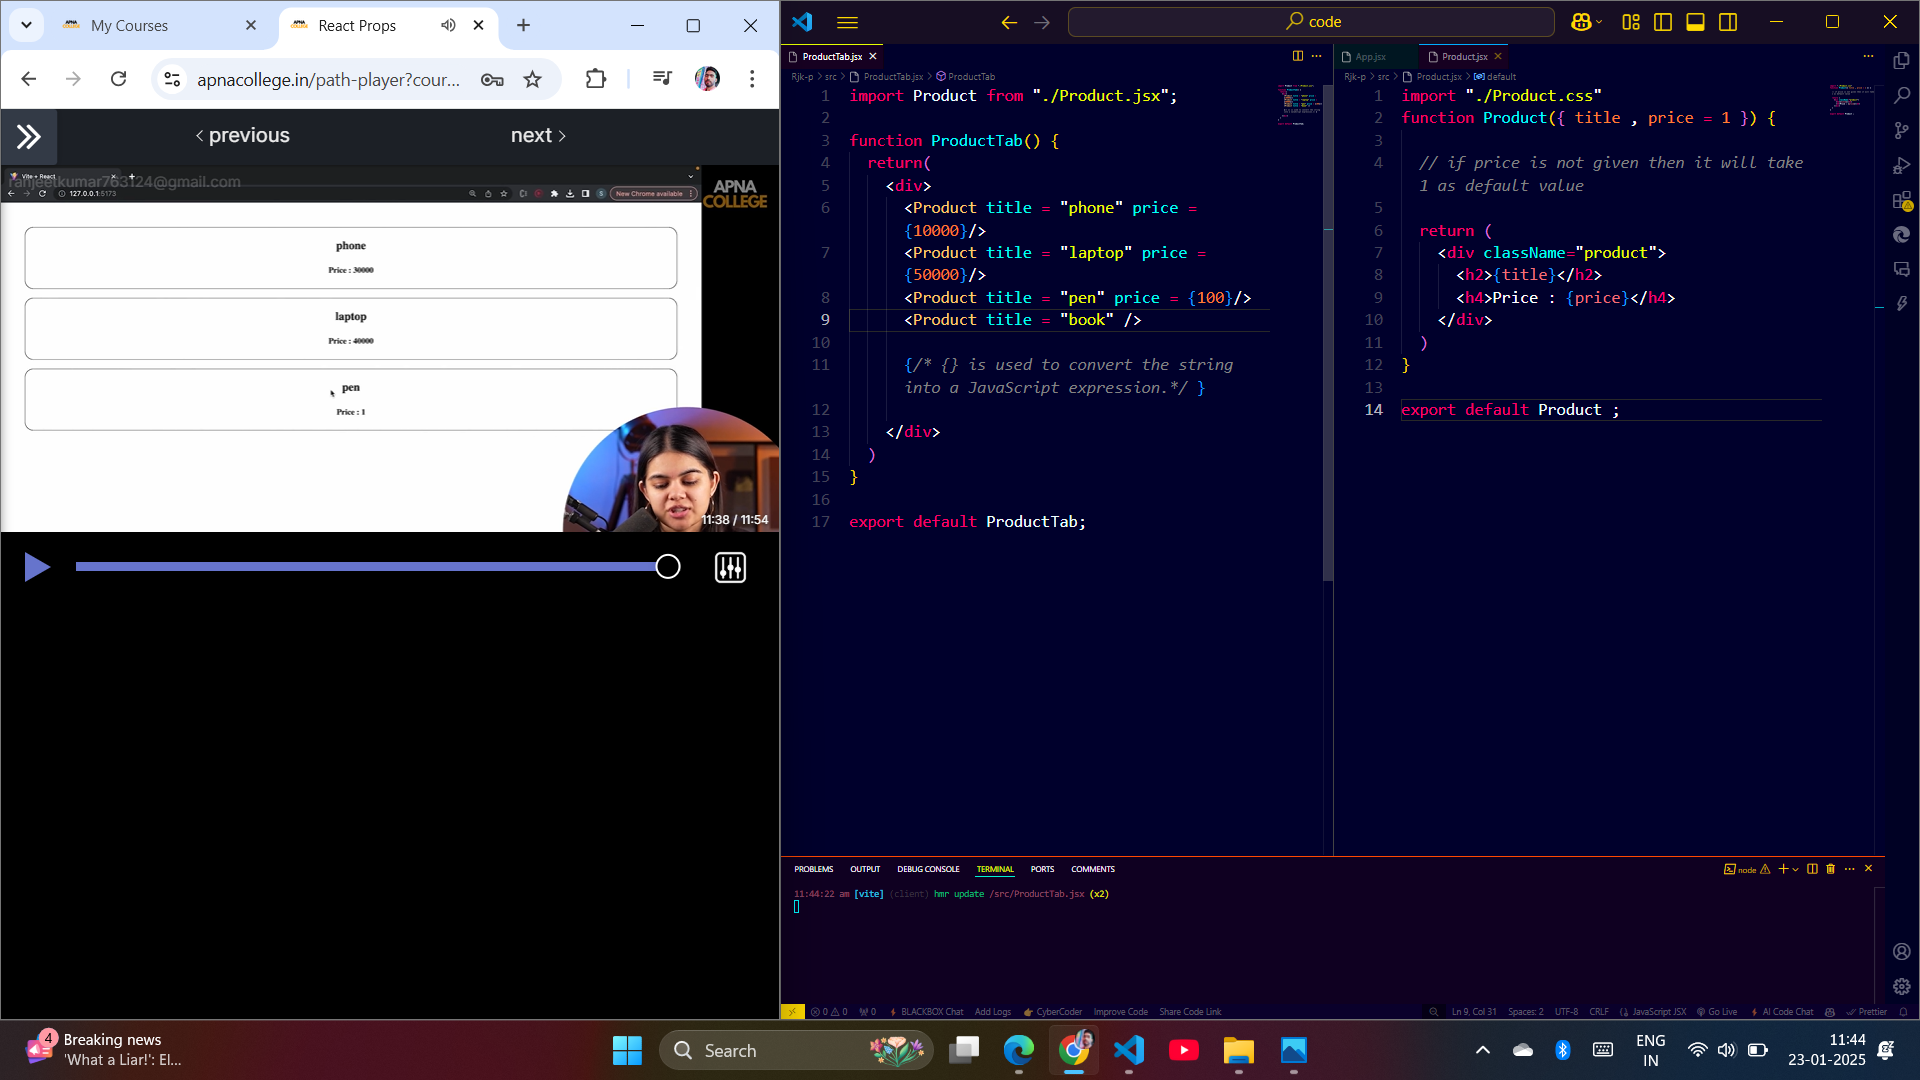 My Courses
React Props
apnacollege.in/path-player?cour...
previous
next
Vite + React
ranjeetkumar763124@gmail.com
127.0.0.1:5173
New Chrome available
APNA
COLLEGE
phone
Price : 30000
laptop
Price : 40000
pen
Price : 1
11:38 / 11:54
code
ProductTab.jsx
Rjk-p > src > ProductTab.jsx > ProductTab
1 import Product from "./Product.jsx";
2
3 function ProductTab() {
4 return(
5 <div>
6 <Product title = "phone" price =
{10000}/>
7 <Product title = "laptop" price =
{50000}/>
8 <Product title = "pen" price = {100}/>
9 <Product title = "book" />
10
11 {/* {} is used to convert the string
into a JavaScript expression.*/ }
12
13 </div>
14 )
15 }
16
17 export default ProductTab;
App.jsx
Product.jsx
Rjk-p > src > Product.jsx > default
1 import "./Product.css"
2 function Product({ title , price = 1 }) {
3
4 // if price is not given then it will take
1 as default value
5
6 return (
7 <div className="product">
8 <h2>{title}</h2>
9 <h4>Price : {price}</h4>
10 </div>
11 )
12 }
13
14 export default Product ;
PROBLEMS OUTPUT DEBUG CONSOLE TERMINAL PORTS COMMENTS
node
11:44:22 am [vite] (client) hmr update /src/ProductTab.jsx (x2)
0 0 0 BLACKBOX Chat Add Logs CyberCoder Improve Code Share Code Link
Ln 9, Col 31 Spaces: 2 UTF-8 CRLF JavaScript JSX Go Live AI Code Chat Prettier
4
Breaking news
'What a Liar!': El...
Search
ENG
IN
11:44
23-01-2025